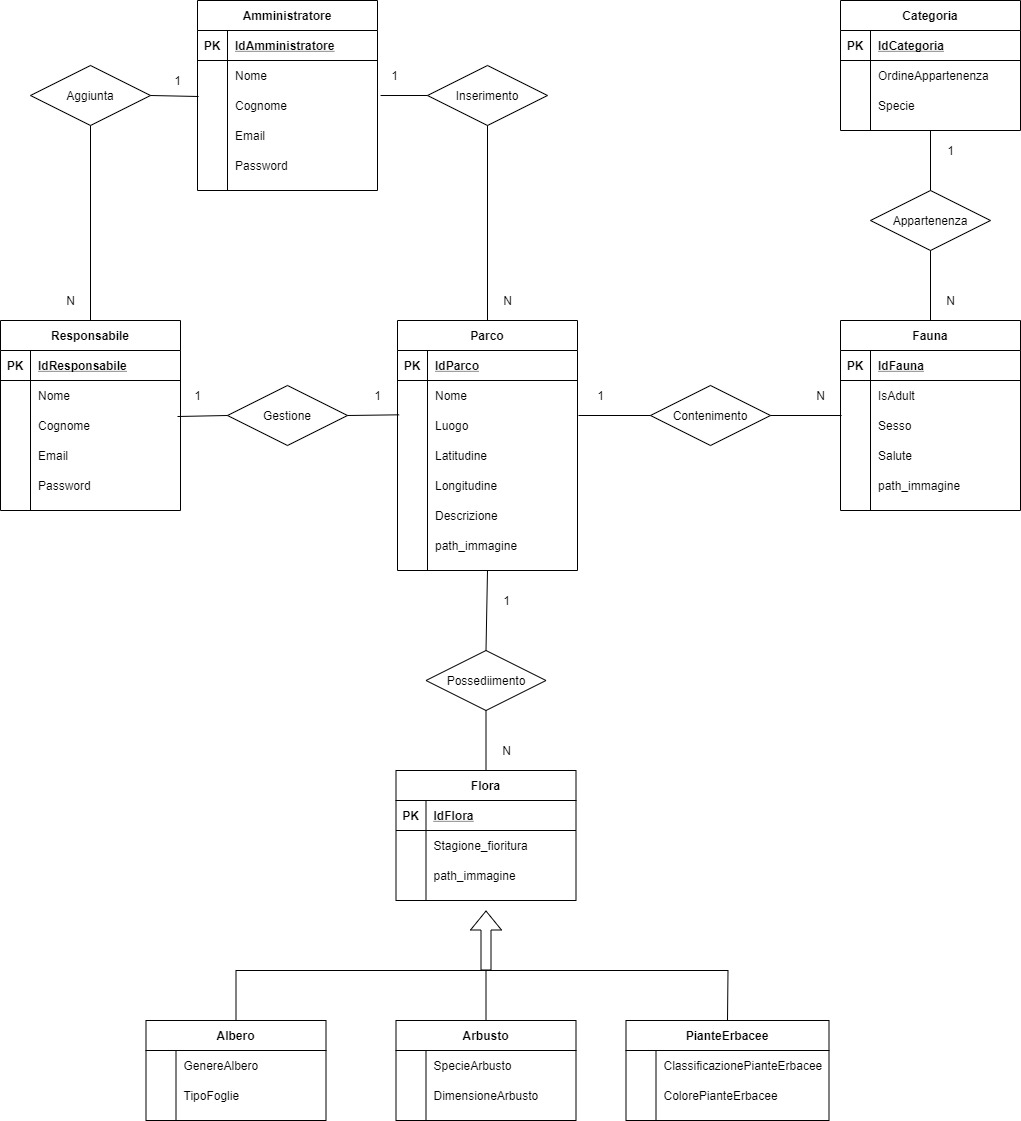 Amministratore
PK IdAmministratore
Nome
Cognome
Email
Password
Categoria
PK IdCategoria
OrdineAppartenenza
Specie
Aggiunta
1
1
Inserimento
1
Appartenenza
N
N
N
Responsabile
PK IdResponsabile
Nome
Cognome
Email
Password
1
Gestione
1
Parco
PK IdParco
Nome
Luogo
Latitudine
Longitudine
Descrizione
path_immagine
1
Contenimento
N
Fauna
PK IdFauna
IsAdult
Sesso
Salute
path_immagine
1
Possediimento
N
Flora
PK IdFlora
Stagione_fioritura
path_immagine
Albero
GenereAlbero
TipoFoglie
Arbusto
SpecieArbusto
DimensioneArbusto
PianteErbacee
ClassificazionePianteErbacee
ColorePianteErbacee